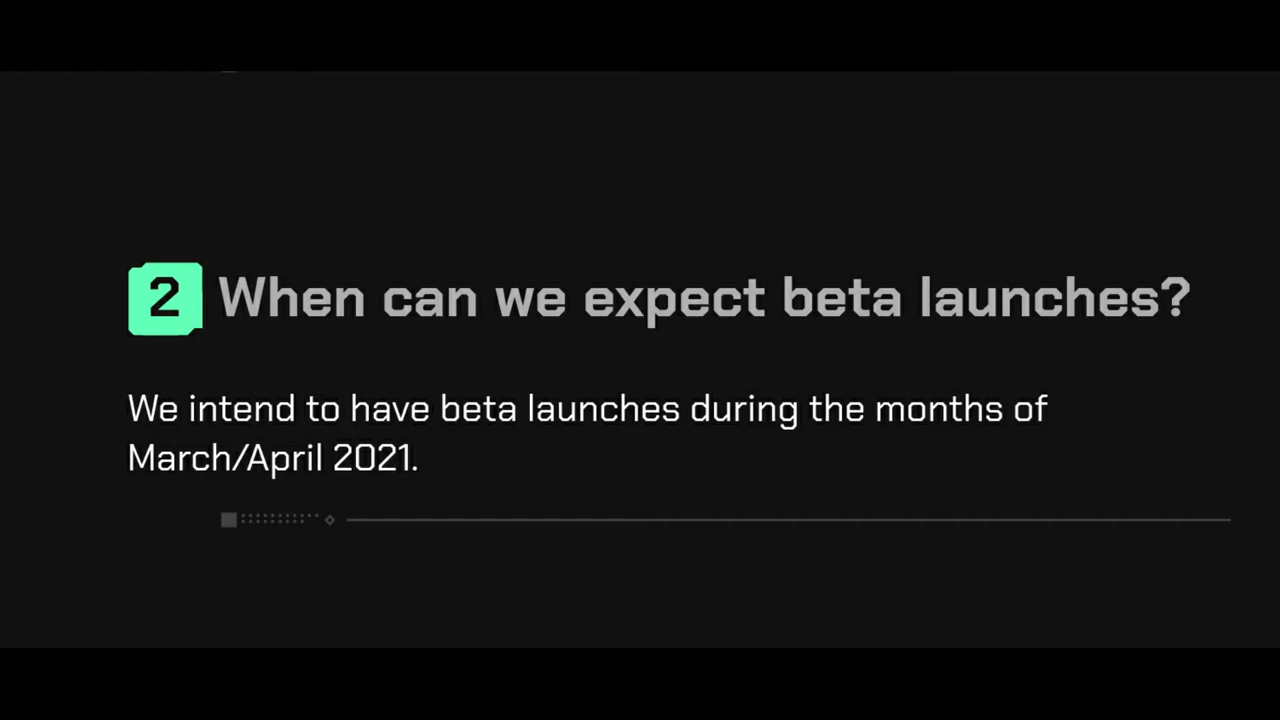 2 When can we expect beta launches?
We intend to have beta launches during the months of
March/April 2021.